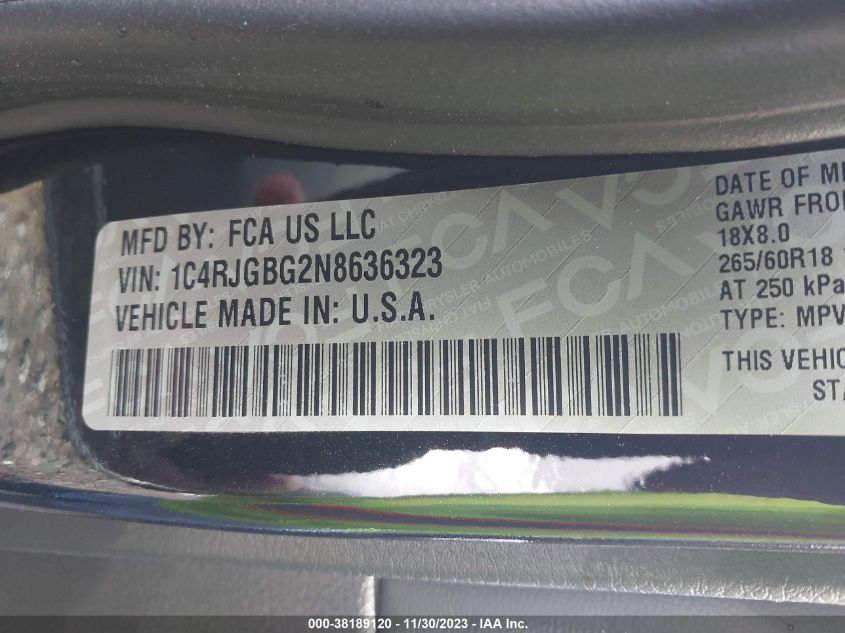 MFD BY: FCA US LLC
VIN: 1C4RJGBG2N8636323
VEHICLE MADE IN: U.S.A.
DATE OF M
GAWR FRO
18X8.0
265/60R18
AT 250 kPa
TYPE: MPV
THIS VEHIC
ST
000-38189120 - 11/30/2023 - IAA Inc.